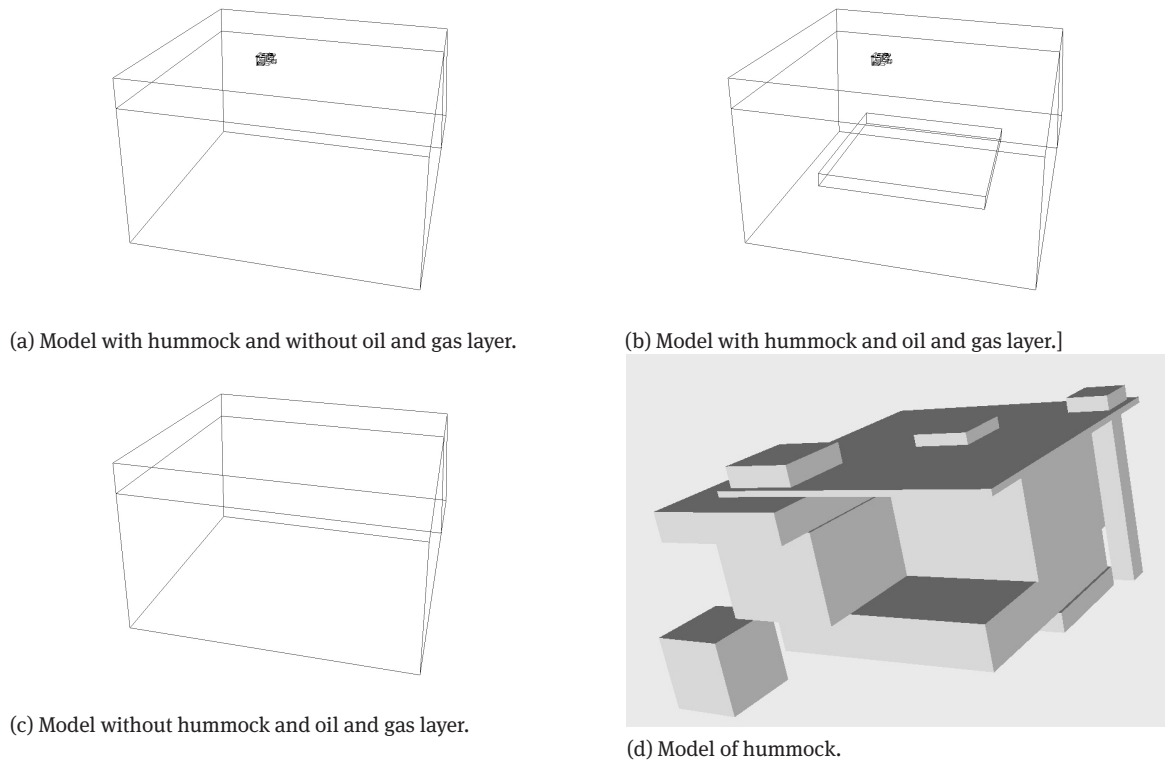 (a) Model with hummock and without oil and gas layer.
(b) Model with hummock and oil and gas layer.]
(c) Model without hummock and oil and gas layer.
(d) Model of hummock.